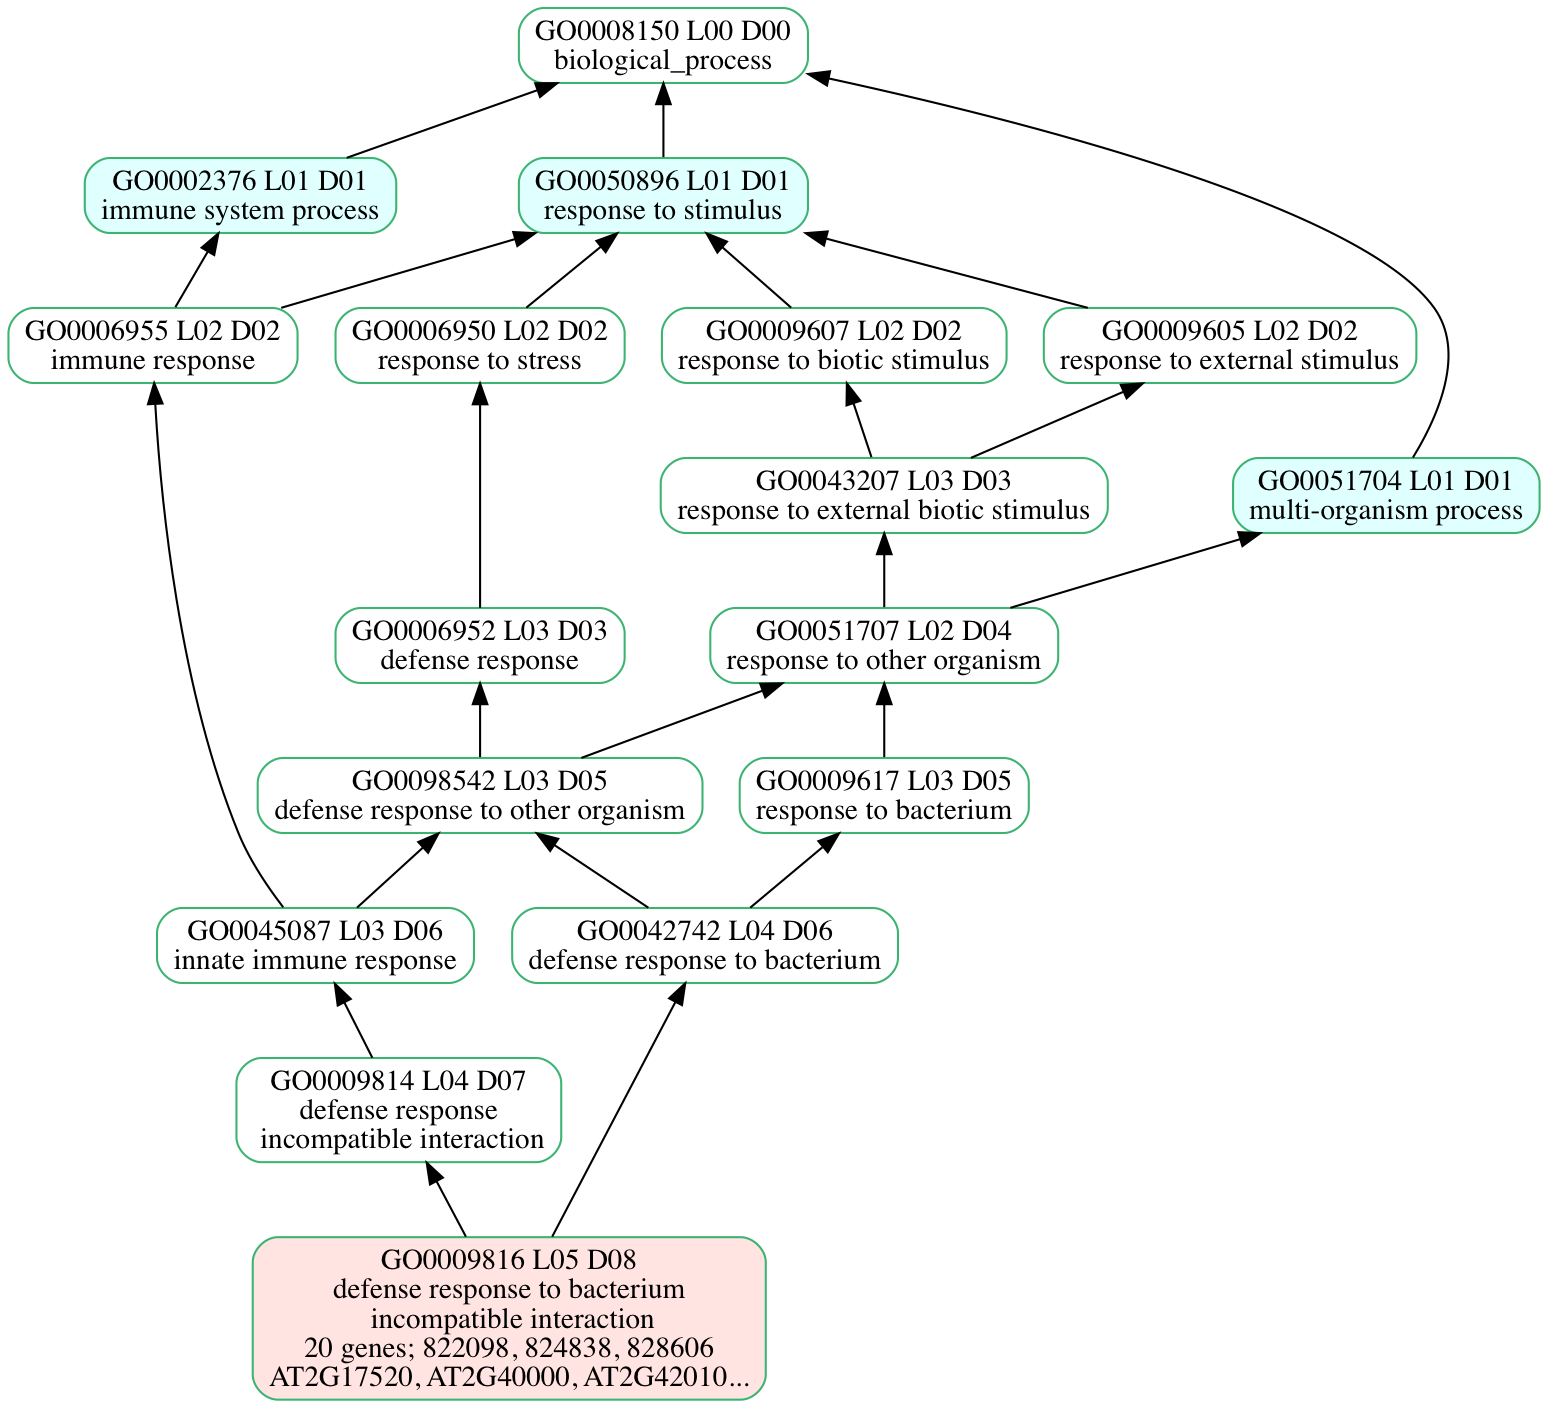 GO0008150 L00 D00
biological_process
GO0002376 L01 D01
immune system process
GO0050896 L01 D01
response to stimulus
GO0006955 L02 D02
immune response
GO0006950 L02 D02
response to stress
GO0009607 L02 D02
response to biotic stimulus
GO0009605 L02 D02
response to external stimulus
GO0043207 L03 D03
response to external biotic stimulus
GO0051704 L01 D01
multi-organism process
GO0006952 L03 D03
defense response
GO0051707 L02 D04
response to other organism
GO0098542 L03 D05
defense response to other organism
GO0009617 L03 D05
response to bacterium
GO0045087 L03 D06
innate immune response
GO0042742 L04 D06
defense response to bacterium
GO0009814 L04 D07
defense response
incompatible interaction
GO0009816 L05 D08
defense response to bacterium
incompatible interaction
20 genes; 822098, 824838, 828606
AT2G17520, AT2G40000, AT2G42010...